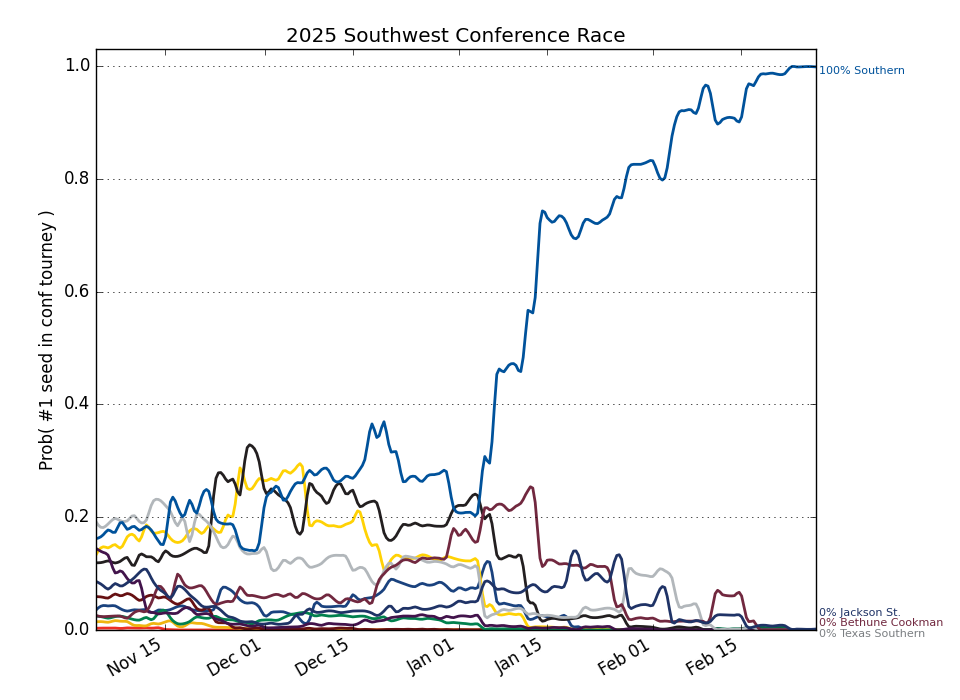 2025 Southwest Conference Race
Prob( #1 seed in conf tourney )
1.0
0.8
0.6
0.4
0.2
0.0
Nov 15
Dec 01
Dec 15
Jan 01
Jan 15
Feb 01
Feb 15
100% Southern
0% Jackson St.
0% Bethune Cookman
0% Texas Southern